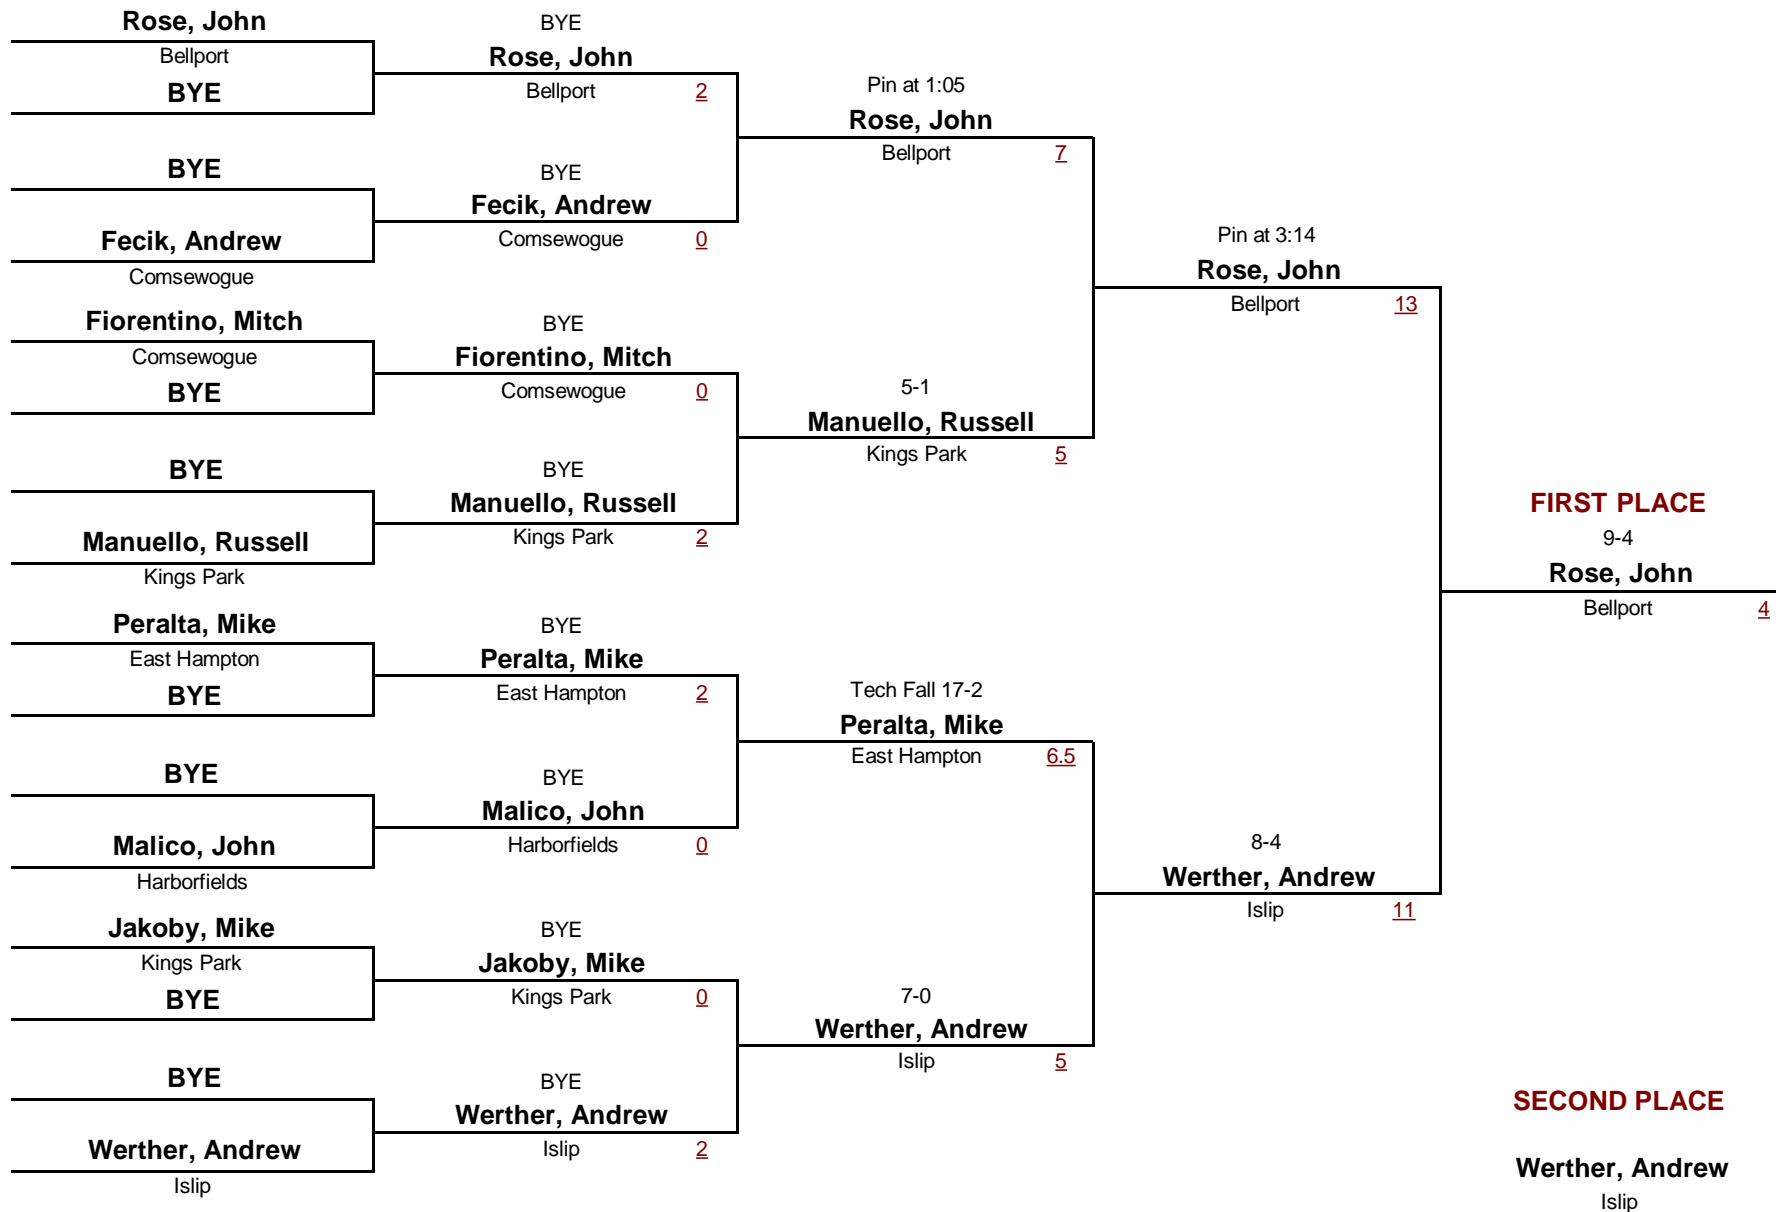 Rose, John
Bellport
BYE
BYE
Fecik, Andrew
Comsewogue
Fiorentino, Mitch
Comsewogue
BYE
BYE
Manuello, Russell
Kings Park
Peralta, Mike
East Hampton
BYE
BYE
Malico, John
Harborfields
Jakoby, Mike
Kings Park
BYE
BYE
Werther, Andrew
Islip
BYE
Rose, John
Bellport 2
BYE
Fecik, Andrew
Comsewogue 0
BYE
Fiorentino, Mitch
Comsewogue 0
BYE
Manuello, Russell
Kings Park 2
BYE
Peralta, Mike
East Hampton 2
BYE
Malico, John
Harborfields 0
BYE
Jakoby, Mike
Kings Park 0
BYE
Werther, Andrew
Islip 2
Pin at 1:05
Rose, John
Bellport 7
5-1
Manuello, Russell
Kings Park 5
Tech Fall 17-2
Peralta, Mike
East Hampton 6.5
7-0
Werther, Andrew
Islip 5
Pin at 3:14
Rose, John
Bellport 13
8-4
Werther, Andrew
Islip 11
FIRST PLACE
9-4
Rose, John
Bellport 4
SECOND PLACE
Werther, Andrew
Islip